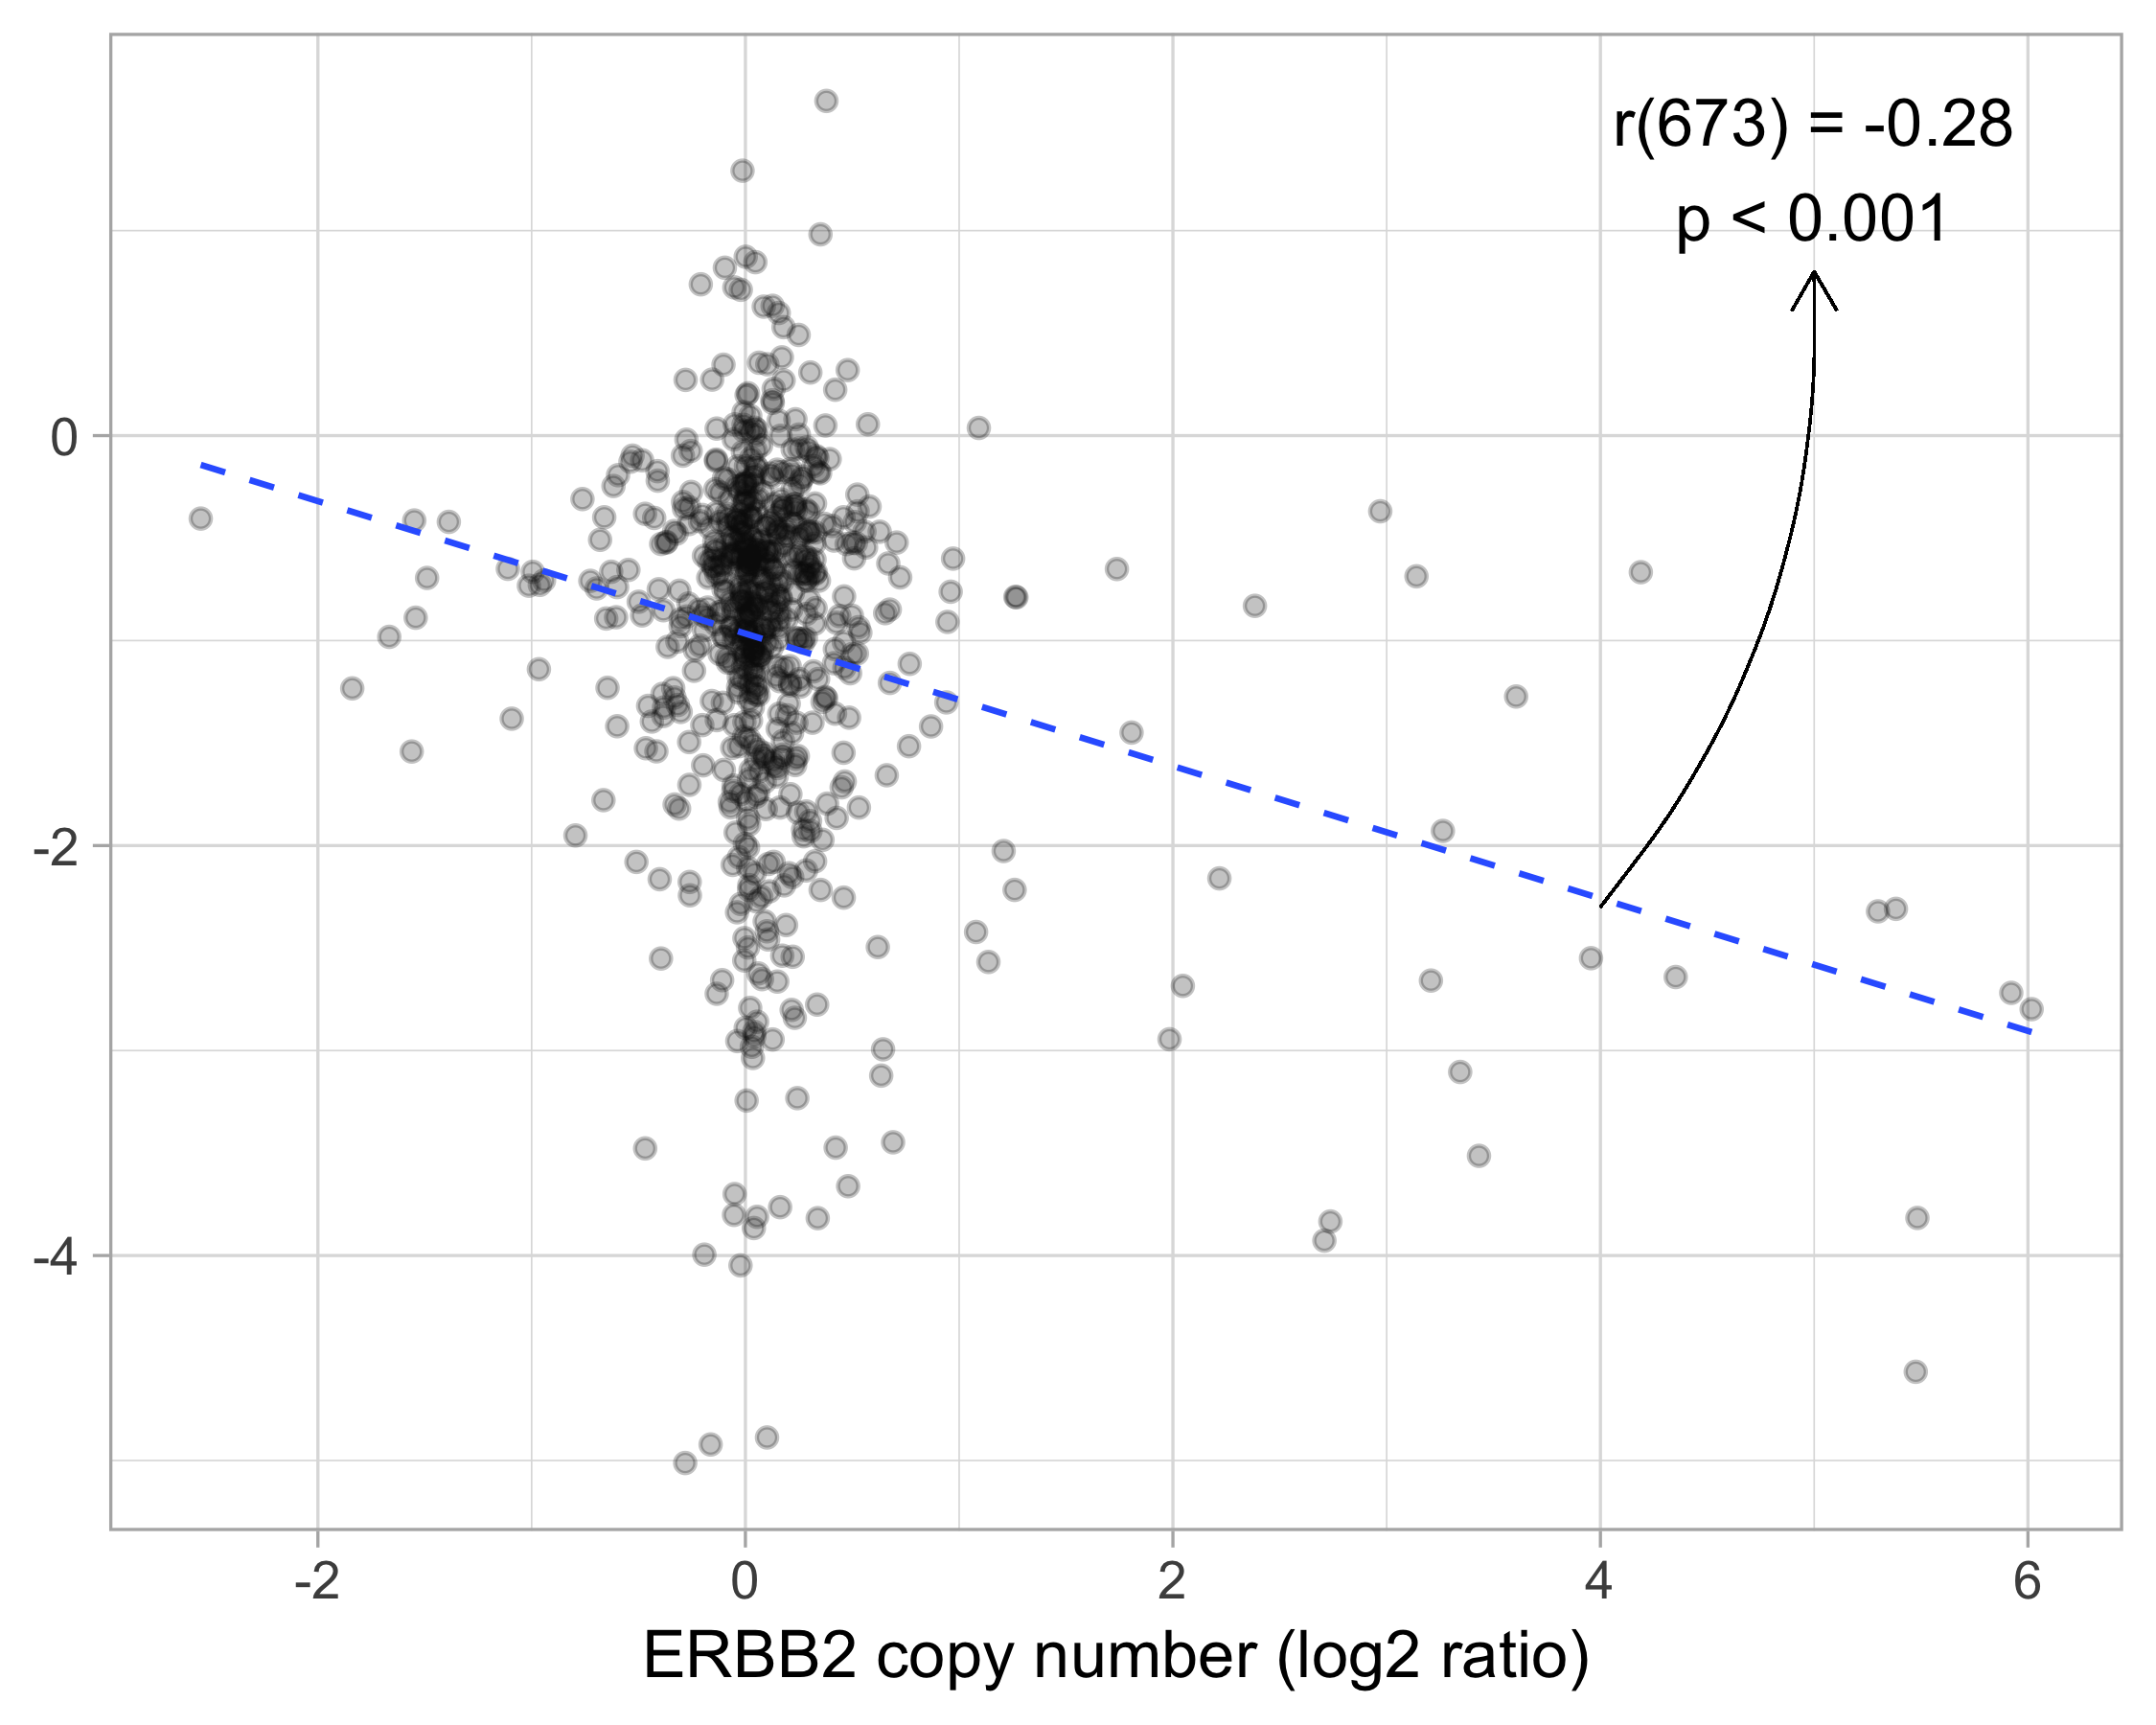 r(673) = -0.28
p < 0.001
0
-2
-4
-2 0 2 4 6
ERBB2 copy number (log2 ratio)